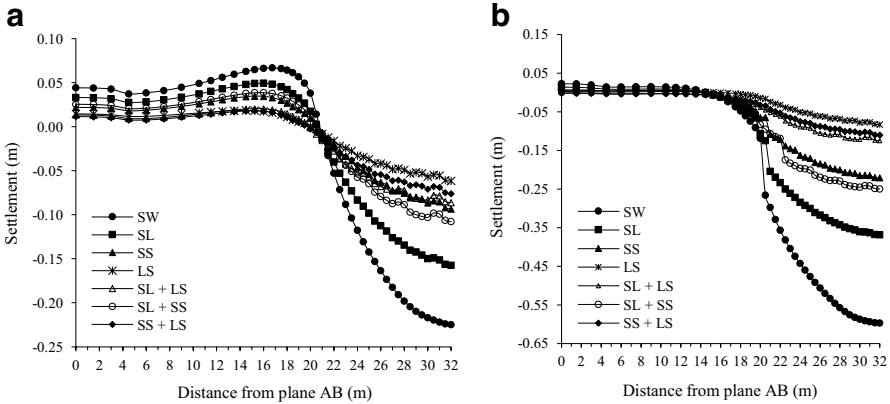 a
0.10
0.05
0.00
-0.05
-0.10
-0.15
-0.20
-0.25
Settlement (m)
SW
SL
SS
LS
SL + LS
SL + SS
SS + LS
0 2 4 6 8 10 12 14 16 18 20 22 24 26 28 30 32
Distance from plane AB (m)
b
0.15
0.05
-0.05
-0.15
-0.25
-0.35
-0.45
-0.55
-0.65
Settlement (m)
SW
SL
SS
LS
SL + LS
SL + SS
SS + LS
0 2 4 6 8 10 12 14 16 18 20 22 24 26 28 30 32
Distance from plane AB (m)